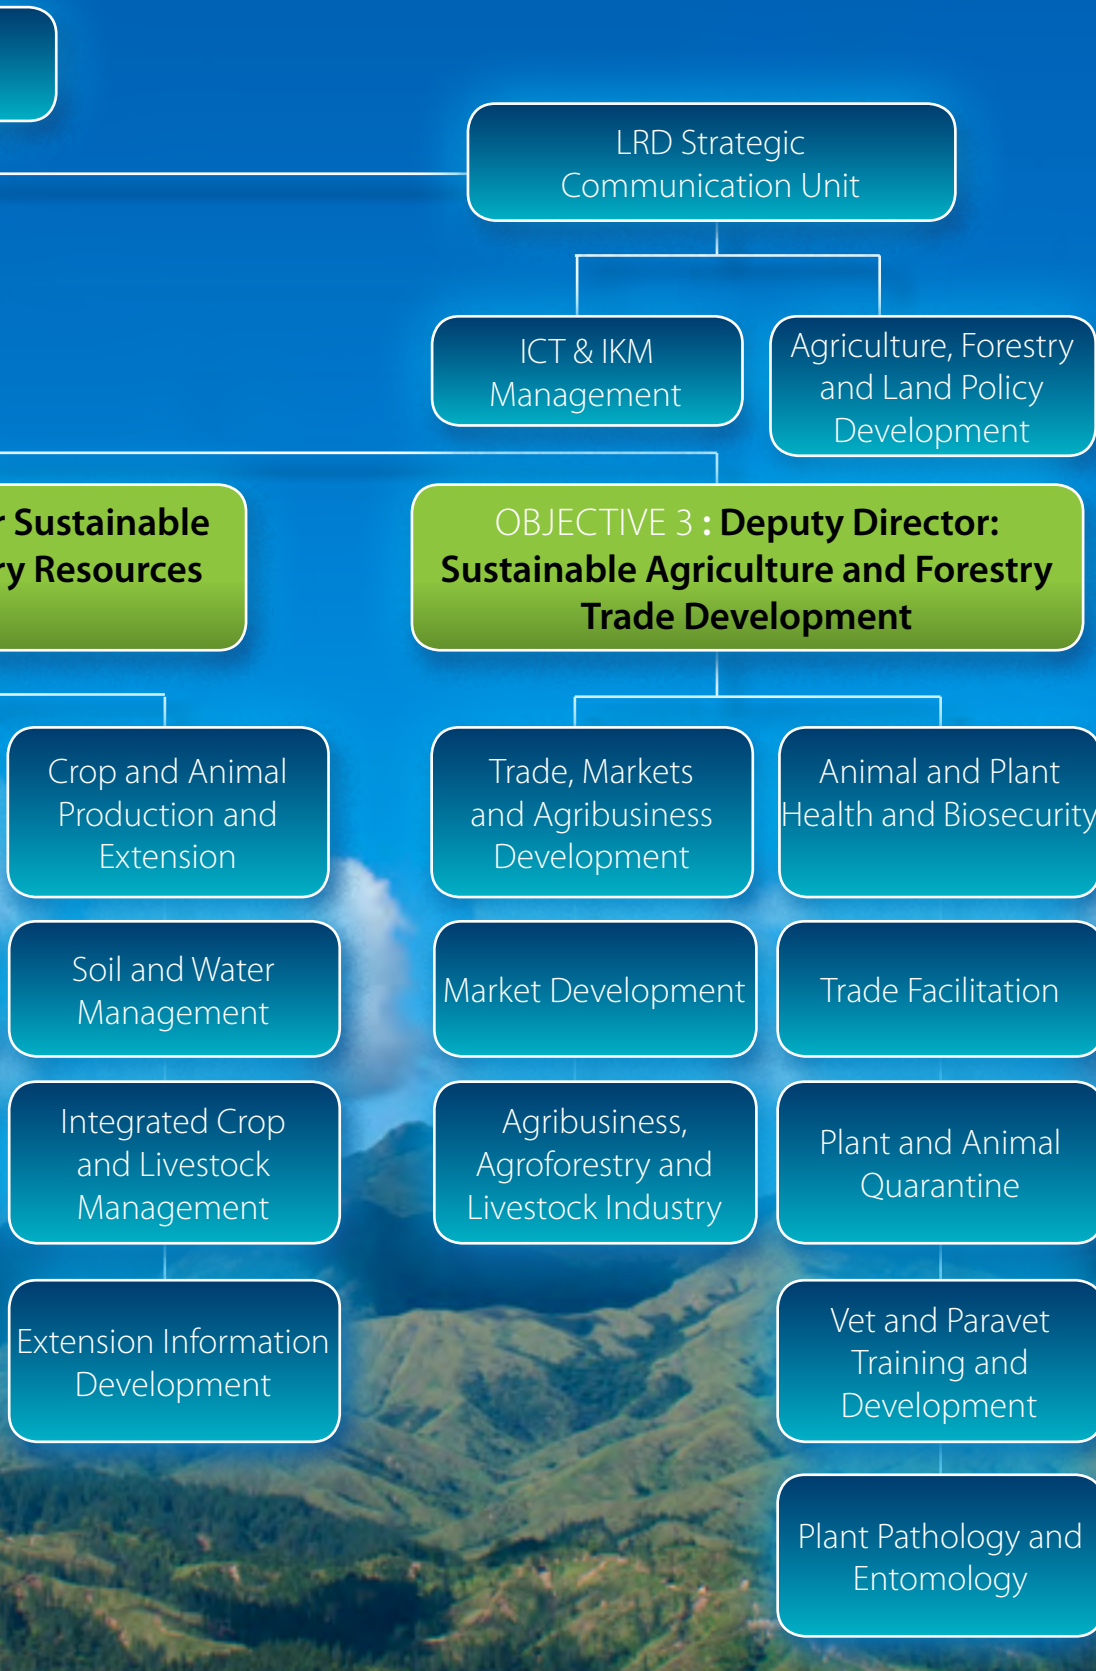 LRD Strategic
Communication Unit
ICT & IKM
Management
Agriculture, Forestry
and Land Policy
Development
Sustainable
Resources
OBJECTIVE 3 : Deputy Director:
Sustainable Agriculture and Forestry
Trade Development
Crop and Animal
Production and
Extension
Soil and Water
Management
Integrated Crop
and Livestock
Management
Extension Information
Development
Trade, Markets
and Agribusiness
Development
Market Development
Agribusiness,
Agroforestry and
Livestock Industry
Animal and Plant
Health and Biosecurity
Trade Facilitation
Plant and Animal
Quarantine
Vet and Paravet
Training and
Development
Plant Pathology and
Entomology